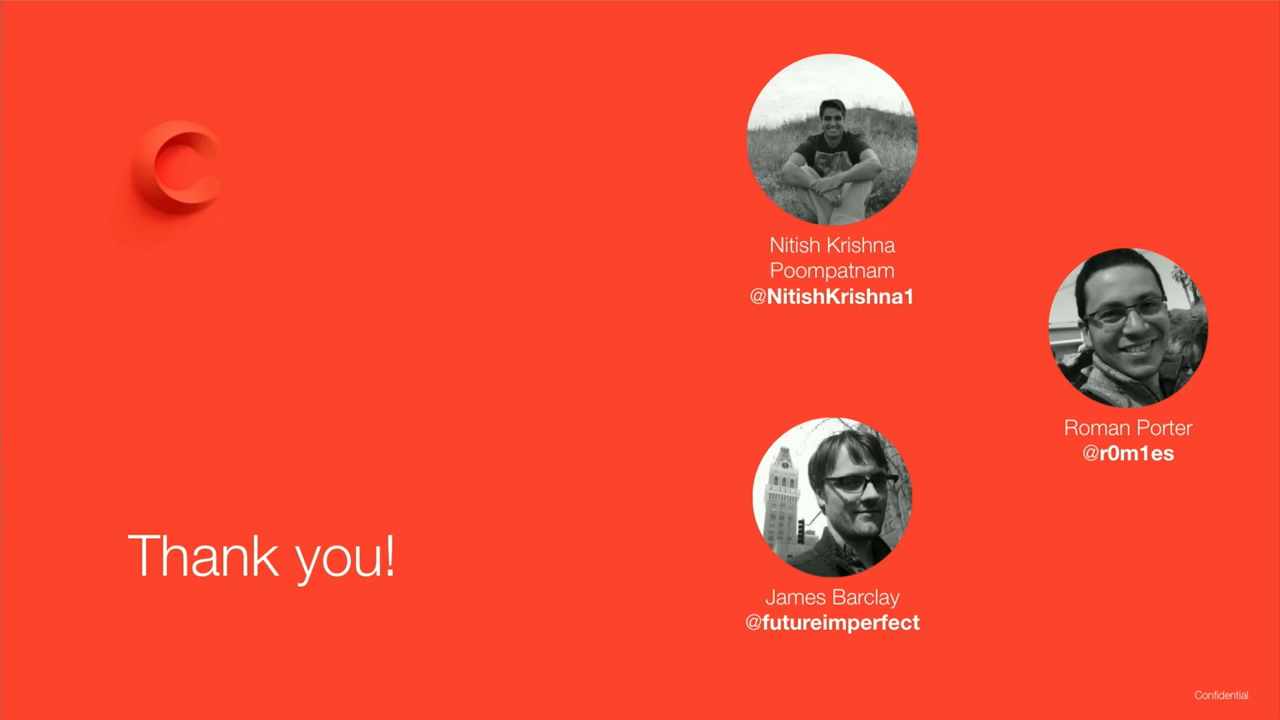 Thank you!
Nitish Krishna
Poompatnam
@NitishKrishna1
Roman Porter
@r0m1es
James Barclay
@futureimperfect
Confidential